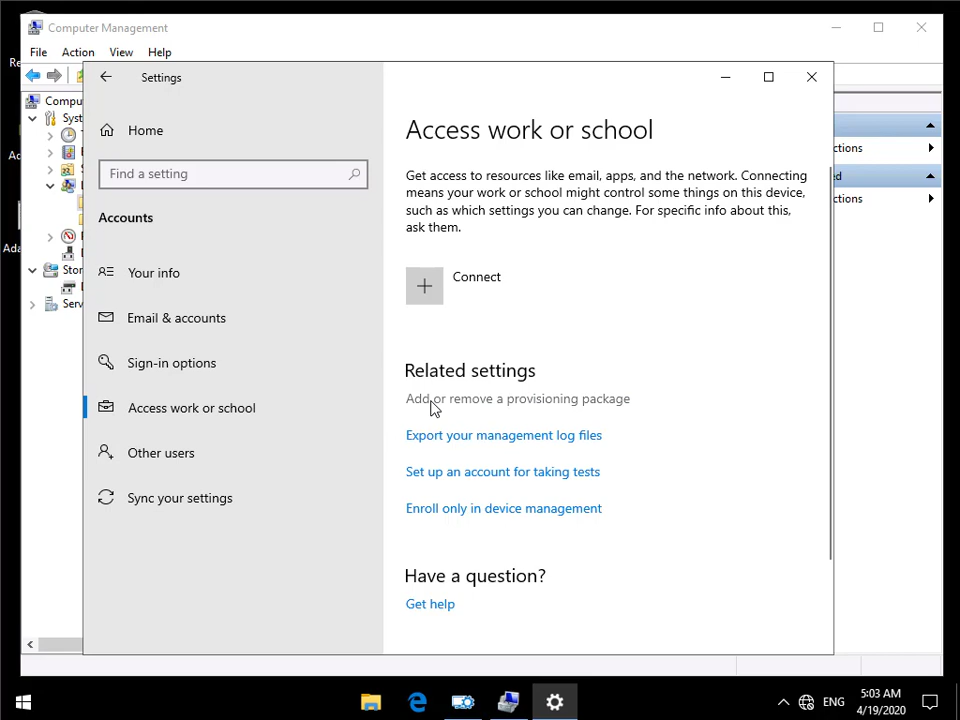 Computer Management
File Action View Help
Settings
Home
Find a setting
Accounts
Your info
Email & accounts
Sign-in options
Access work or school
Other users
Sync your settings
Access work or school
Get access to resources like email, apps, and the network. Connecting
means your work or school might control some things on this device,
such as which settings you can change. For specific info about this,
ask them.
Connect
Related settings
Add or remove a provisioning package
Export your management log files
Set up an account for taking tests
Enroll only in device management
Have a question?
Get help
Compu
Syst
Stor
Serv
ctions
ed
ctions
ENG
5:03 AM
4/19/2020